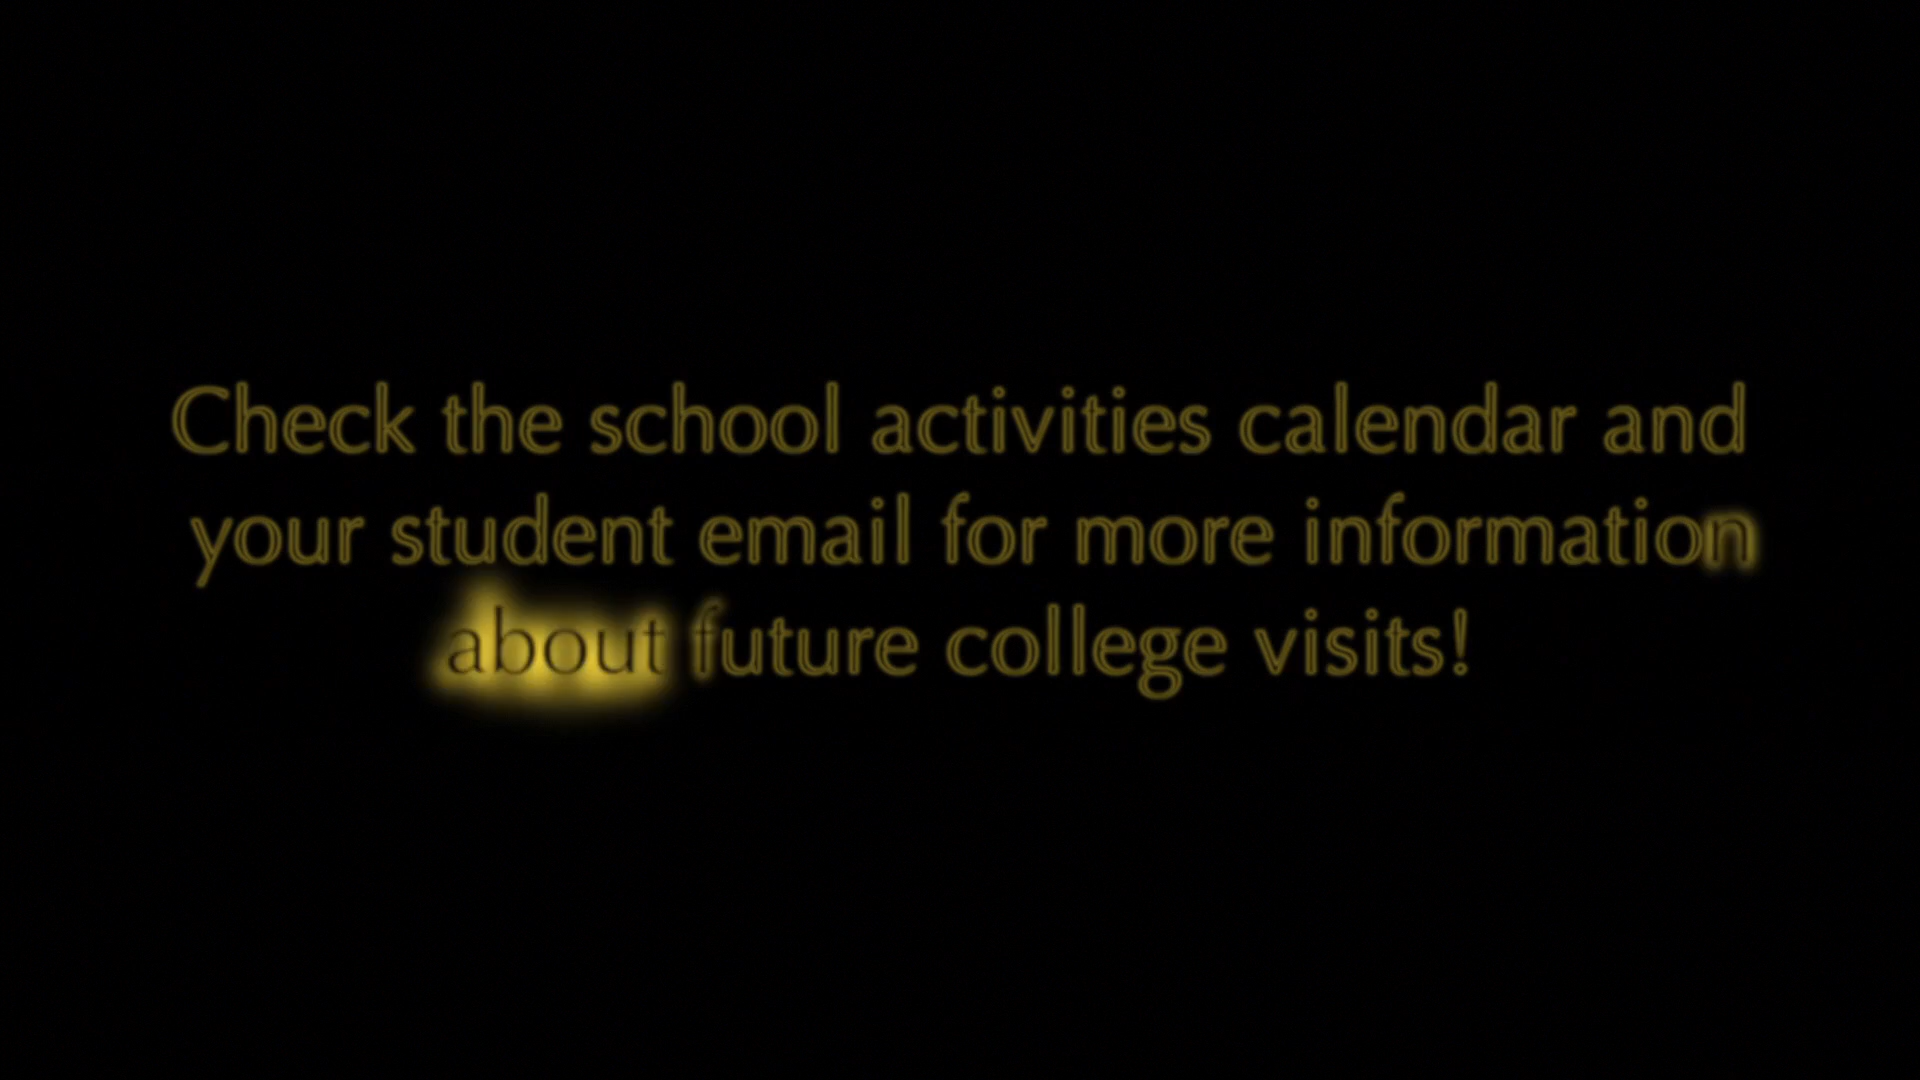 Check the school activities calendar and
your student email for more information
about future college visits!